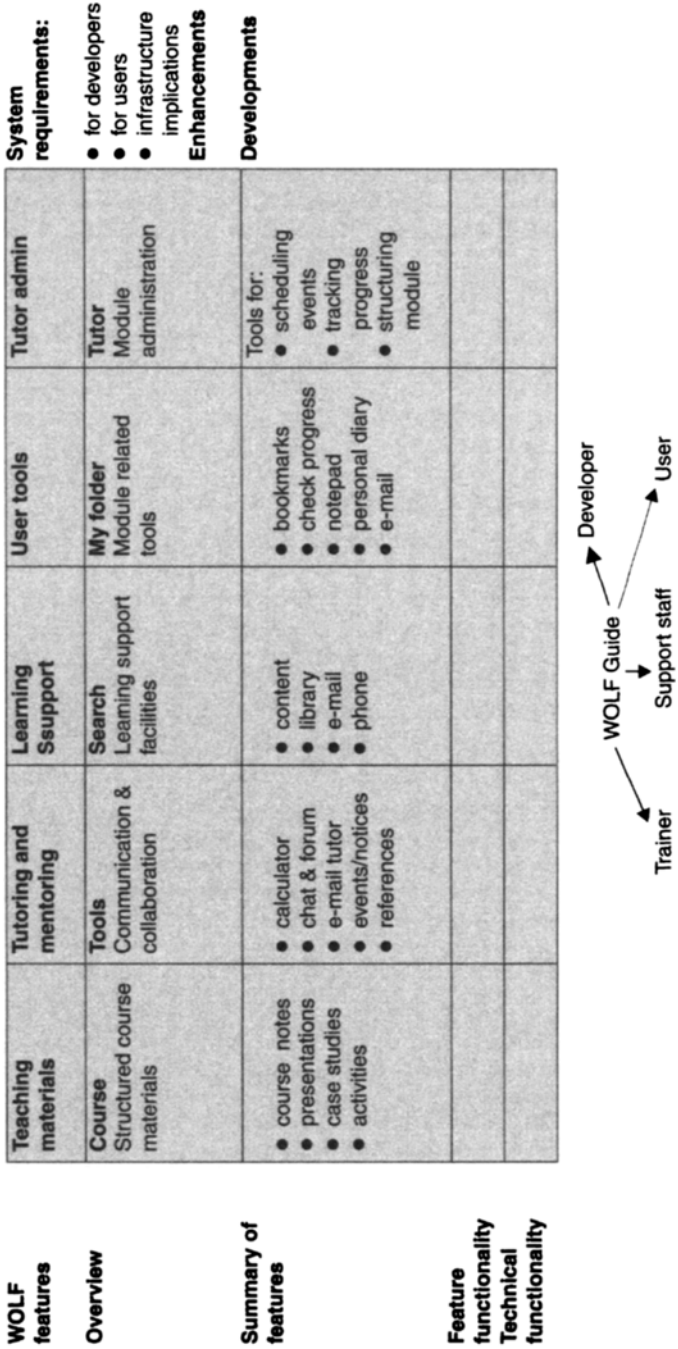 WOLF
features
Teaching
materials
Tutoring and
mentoring
Learning
Ssupport
User tools
Tutor admin
System
requirements:
Overview
Course
Structured course
materials
Tools
Communication &
collaboration
Search
Learning support
facilities
My folder
Module related
tools
Tutor
Module
administration
● for developers
● for users
● infrastructure
implications
Enhancements
Summary of
features
● course notes
● presentations
● case studies
● activities
● calculator
● chat & forum
● e-mail tutor
● events/notices
● references
● content
● library
● e-mail
● phone
● bookmarks
● check progress
● notepad
● personal diary
● e-mail
Tools for:
● scheduling
events
● tracking
progress
● structuring
module
Developments
Feature
functionality
Technical
functionality
Developer
WOLF Guide
Trainer
Support staff
User